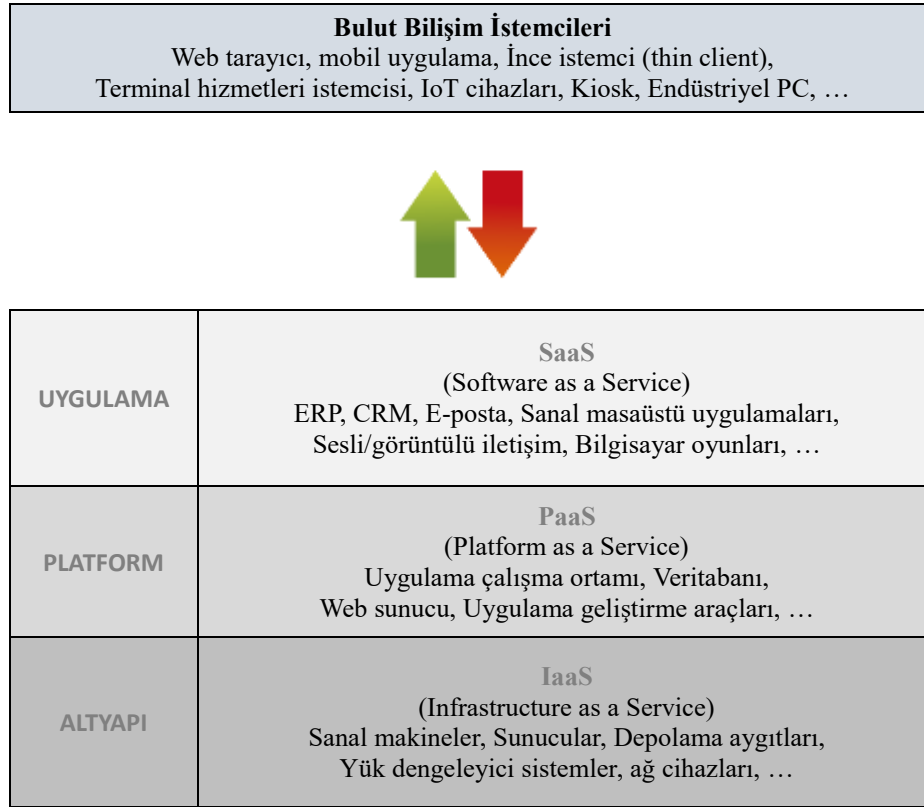 Bulut Bilişim İstemcileri
Web tarayıcı, mobil uygulama, İnce istemci (thin client),
Terminal hizmetleri istemcisi, IoT cihazları, Kiosk, Endüstriyel PC, …
UYGULAMA
SaaS
(Software as a Service)
ERP, CRM, E-posta, Sanal masaüstü uygulamaları,
Sesli/görüntülü iletişim, Bilgisayar oyunları, …
PLATFORM
PaaS
(Platform as a Service)
Uygulama çalışma ortamı, Veritabanı,
Web sunucu, Uygulama geliştirme araçları, …
ALTYAPI
IaaS
(Infrastructure as a Service)
Sanal makineler, Sunucular, Depolama aygıtları,
Yük dengeleyici sistemler, ağ cihazları, …